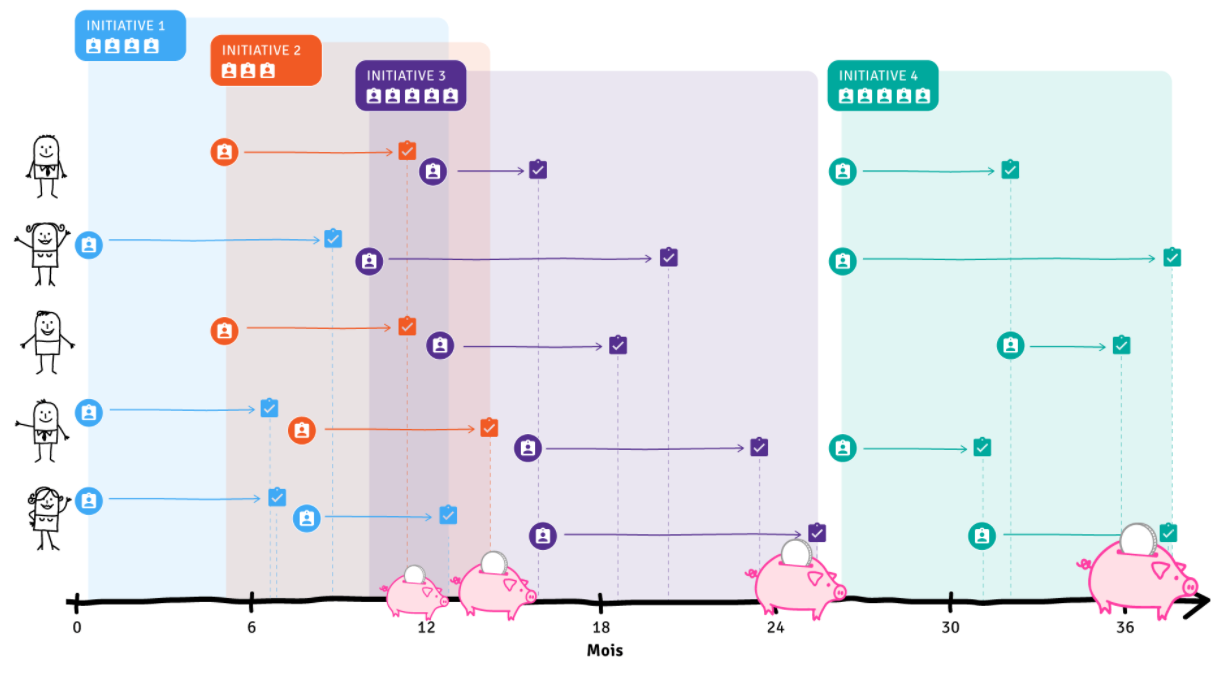 INITIATIVE 1
INITIATIVE 2
INITIATIVE 3
INITIATIVE 4
0 6 12 18 24 30 36
Mois